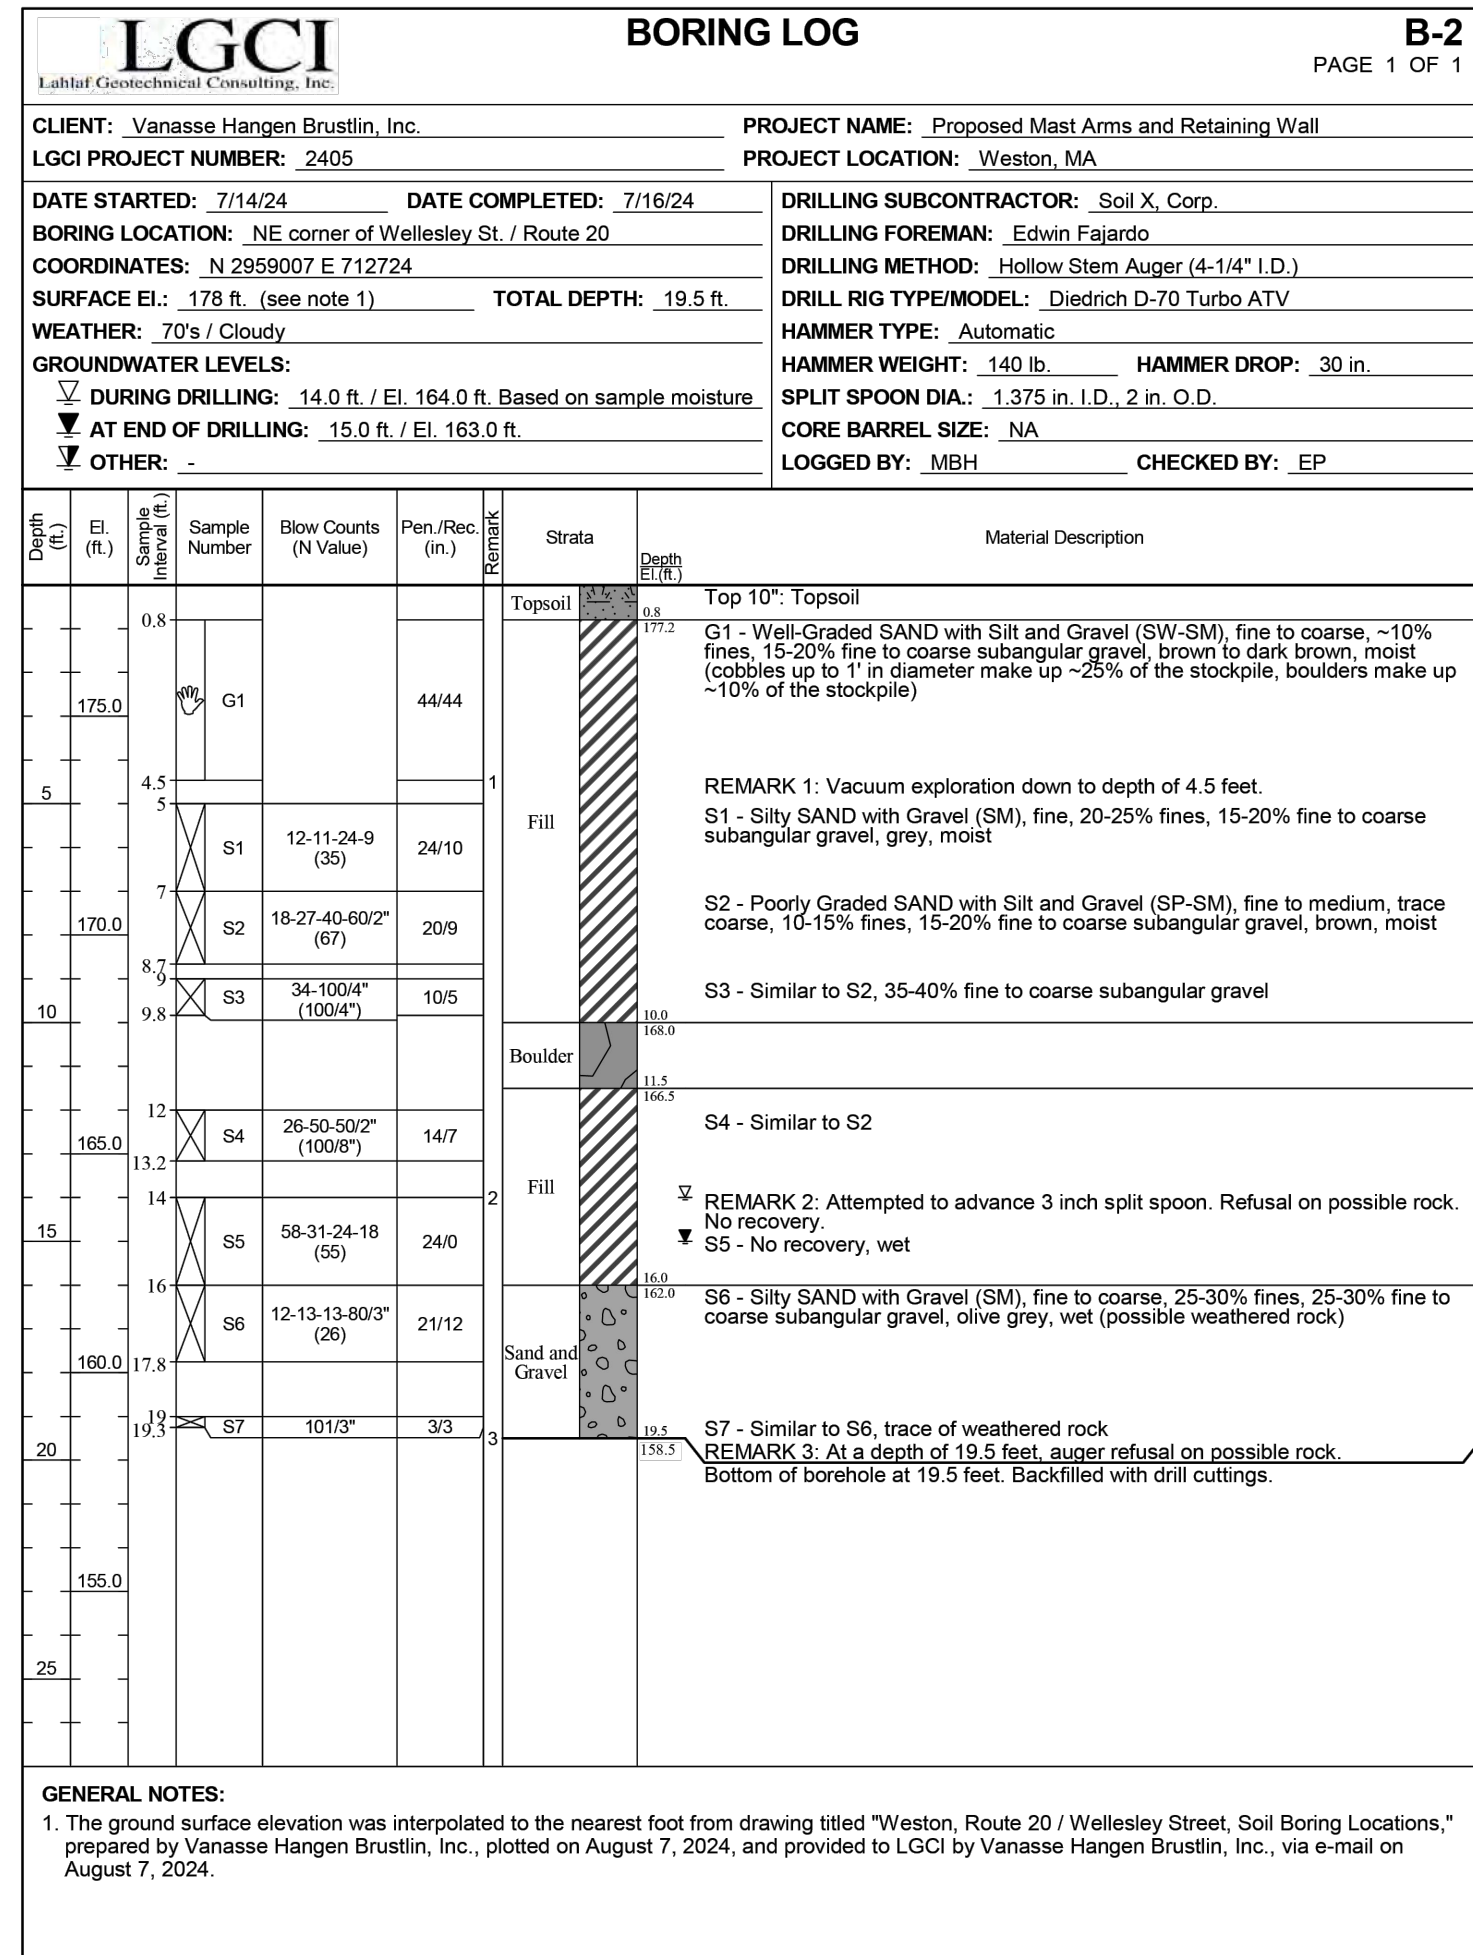 LGCI
Lahlaf Geotechnical Consulting, Inc.
BORING LOG
B-2
PAGE 1 OF 1
CLIENT: Vanasse Hangen Brustlin, Inc.
PROJECT NAME: Proposed Mast Arms and Retaining Wall
LGCI PROJECT NUMBER: 2405
PROJECT LOCATION: Weston, MA
DATE STARTED: 7/14/24 DATE COMPLETED: 7/16/24
BORING LOCATION: NE corner of Wellesley St. / Route 20
COORDINATES: N 2959007 E 712724
SURFACE El.: 178 ft. (see note 1) TOTAL DEPTH: 19.5 ft.
WEATHER: 70's / Cloudy
GROUNDWATER LEVELS:
DURING DRILLING: 14.0 ft. / El. 164.0 ft. Based on sample moisture
AT END OF DRILLING: 15.0 ft. / El. 163.0 ft.
OTHER: -
DRILLING SUBCONTRACTOR: Soil X, Corp.
DRILLING FOREMAN: Edwin Fajardo
DRILLING METHOD: Hollow Stem Auger (4-1/4" I.D.)
DRILL RIG TYPE/MODEL: Diedrich D-70 Turbo ATV
HAMMER TYPE: Automatic
HAMMER WEIGHT: 140 lb. HAMMER DROP: 30 in.
SPLIT SPOON DIA.: 1.375 in. I.D., 2 in. O.D.
CORE BARREL SIZE: NA
LOGGED BY: MBH CHECKED BY: EP
Depth (ft.)
El. (ft.)
Sample Interval (ft.)
Sample Number
Blow Counts (N Value)
Pen./Rec. (in.)
Remark
Strata
Depth
El.(ft.)
Material Description
Topsoil
0.8
177.2
Top 10": Topsoil
0.8
G1 - Well-Graded SAND with Silt and Gravel (SW-SM), fine to coarse, ~10%
fines, 15-20% fine to coarse subangular gravel, brown to dark brown, moist
(cobbles up to 1' in diameter make up ~25% of the stockpile, boulders make up
~10% of the stockpile)
175.0
G1
44/44
4.5
1
REMARK 1: Vacuum exploration down to depth of 4.5 feet.
5
5
Fill
S1
12-11-24-9
(35)
24/10
S1 - Silty SAND with Gravel (SM), fine, 20-25% fines, 15-20% fine to coarse
subangular gravel, grey, moist
7
170.0
S2
18-27-40-60/2"
(67)
20/9
S2 - Poorly Graded SAND with Silt and Gravel (SP-SM), fine to medium, trace
coarse, 10-15% fines, 15-20% fine to coarse subangular gravel, brown, moist
8.7
9
S3
34-100/4"
(100/4")
10/5
S3 - Similar to S2, 35-40% fine to coarse subangular gravel
9.8
10
10.0
168.0
Boulder
11.5
166.5
12
165.0
S4
26-50-50/2"
(100/8")
14/7
S4 - Similar to S2
13.2
14
2
Fill
REMARK 2: Attempted to advance 3 inch split spoon. Refusal on possible rock.
No recovery.
15
S5
58-31-24-18
(55)
24/0
S5 - No recovery, wet
16
16.0
162.0
S6
12-13-13-80/3"
(26)
21/12
S6 - Silty SAND with Gravel (SM), fine to coarse, 25-30% fines, 25-30% fine to
coarse subangular gravel, olive grey, wet (possible weathered rock)
160.0
17.8
Sand and
Gravel
19
19.3
S7
101/3"
3/3
3
19.5
158.5
S7 - Similar to S6, trace of weathered rock
REMARK 3: At a depth of 19.5 feet, auger refusal on possible rock.
20
Bottom of borehole at 19.5 feet. Backfilled with drill cuttings.
155.0
25
GENERAL NOTES:
1. The ground surface elevation was interpolated to the nearest foot from drawing titled "Weston, Route 20 / Wellesley Street, Soil Boring Locations,"
prepared by Vanasse Hangen Brustlin, Inc., plotted on August 7, 2024, and provided to LGCI by Vanasse Hangen Brustlin, Inc., via e-mail on
August 7, 2024.